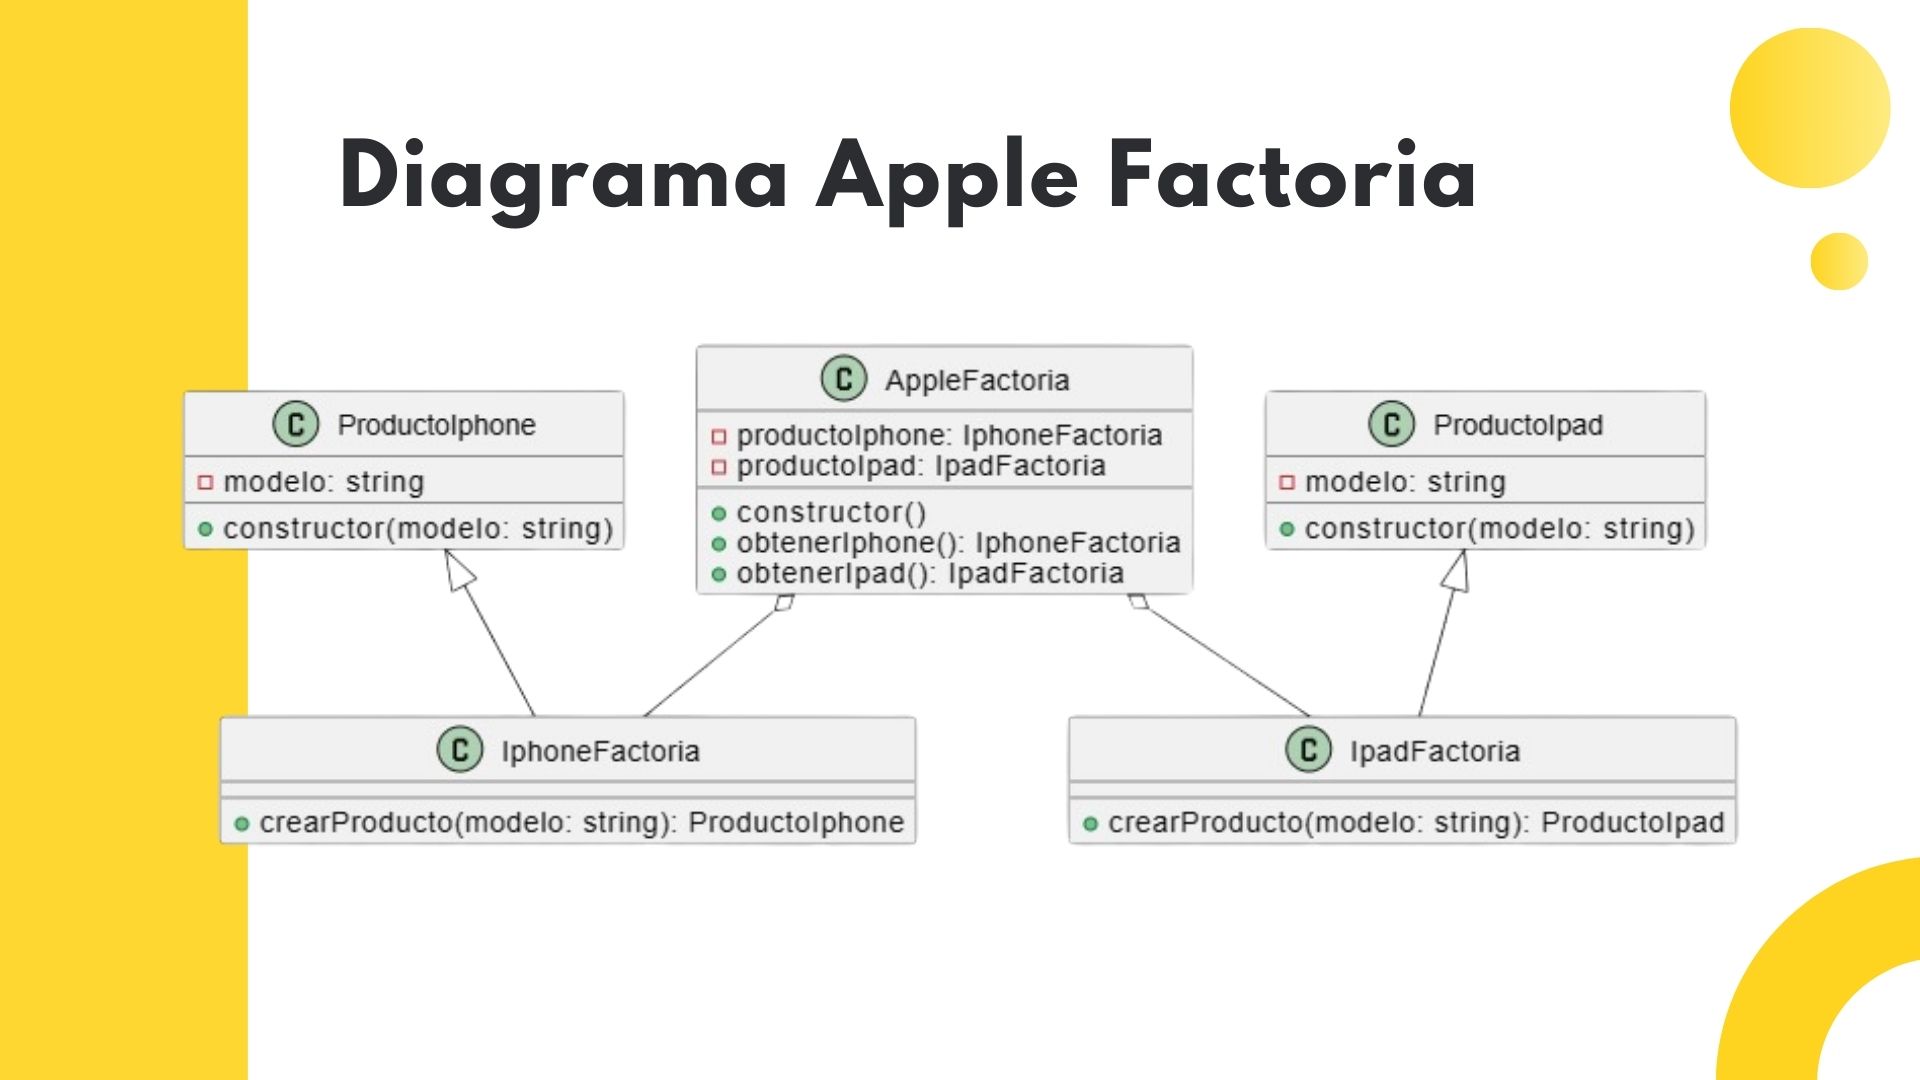 Diagrama Apple Factoria
C ProductoIphone
modelo: string
constructor(modelo: string)
C AppleFactoria
productoIphone: IphoneFactoria
productoIpad: IpadFactoria
constructor()
obtenerIphone(): IphoneFactoria
obtenerIpad(): IpadFactoria
C ProductoIpad
modelo: string
constructor(modelo: string)
C IphoneFactoria
crearProducto(modelo: string): ProductoIphone
C IpadFactoria
crearProducto(modelo: string): ProductoIpad